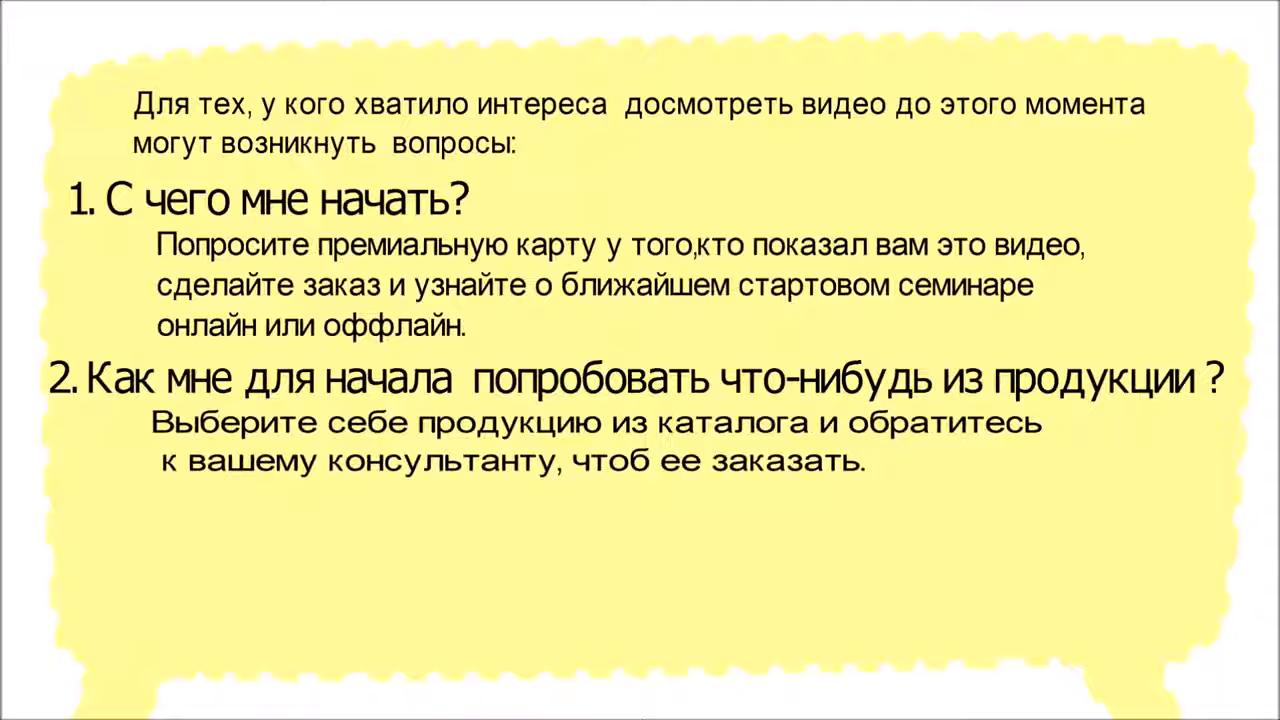 Для тех, у кого хватило интереса досмотреть видео до этого момента
могут возникнуть вопросы:
1. С чего мне начать?
Попросите премиальную карту у того,кто показал вам это видео,
сделайте заказ и узнайте о ближайшем стартовом семинаре
онлайн или оффлайн.
2. Как мне для начала попробовать что-нибудь из продукции ?
Выберите себе продукцию из каталога и обратитесь
к вашему консультанту, чтоб ее заказать.